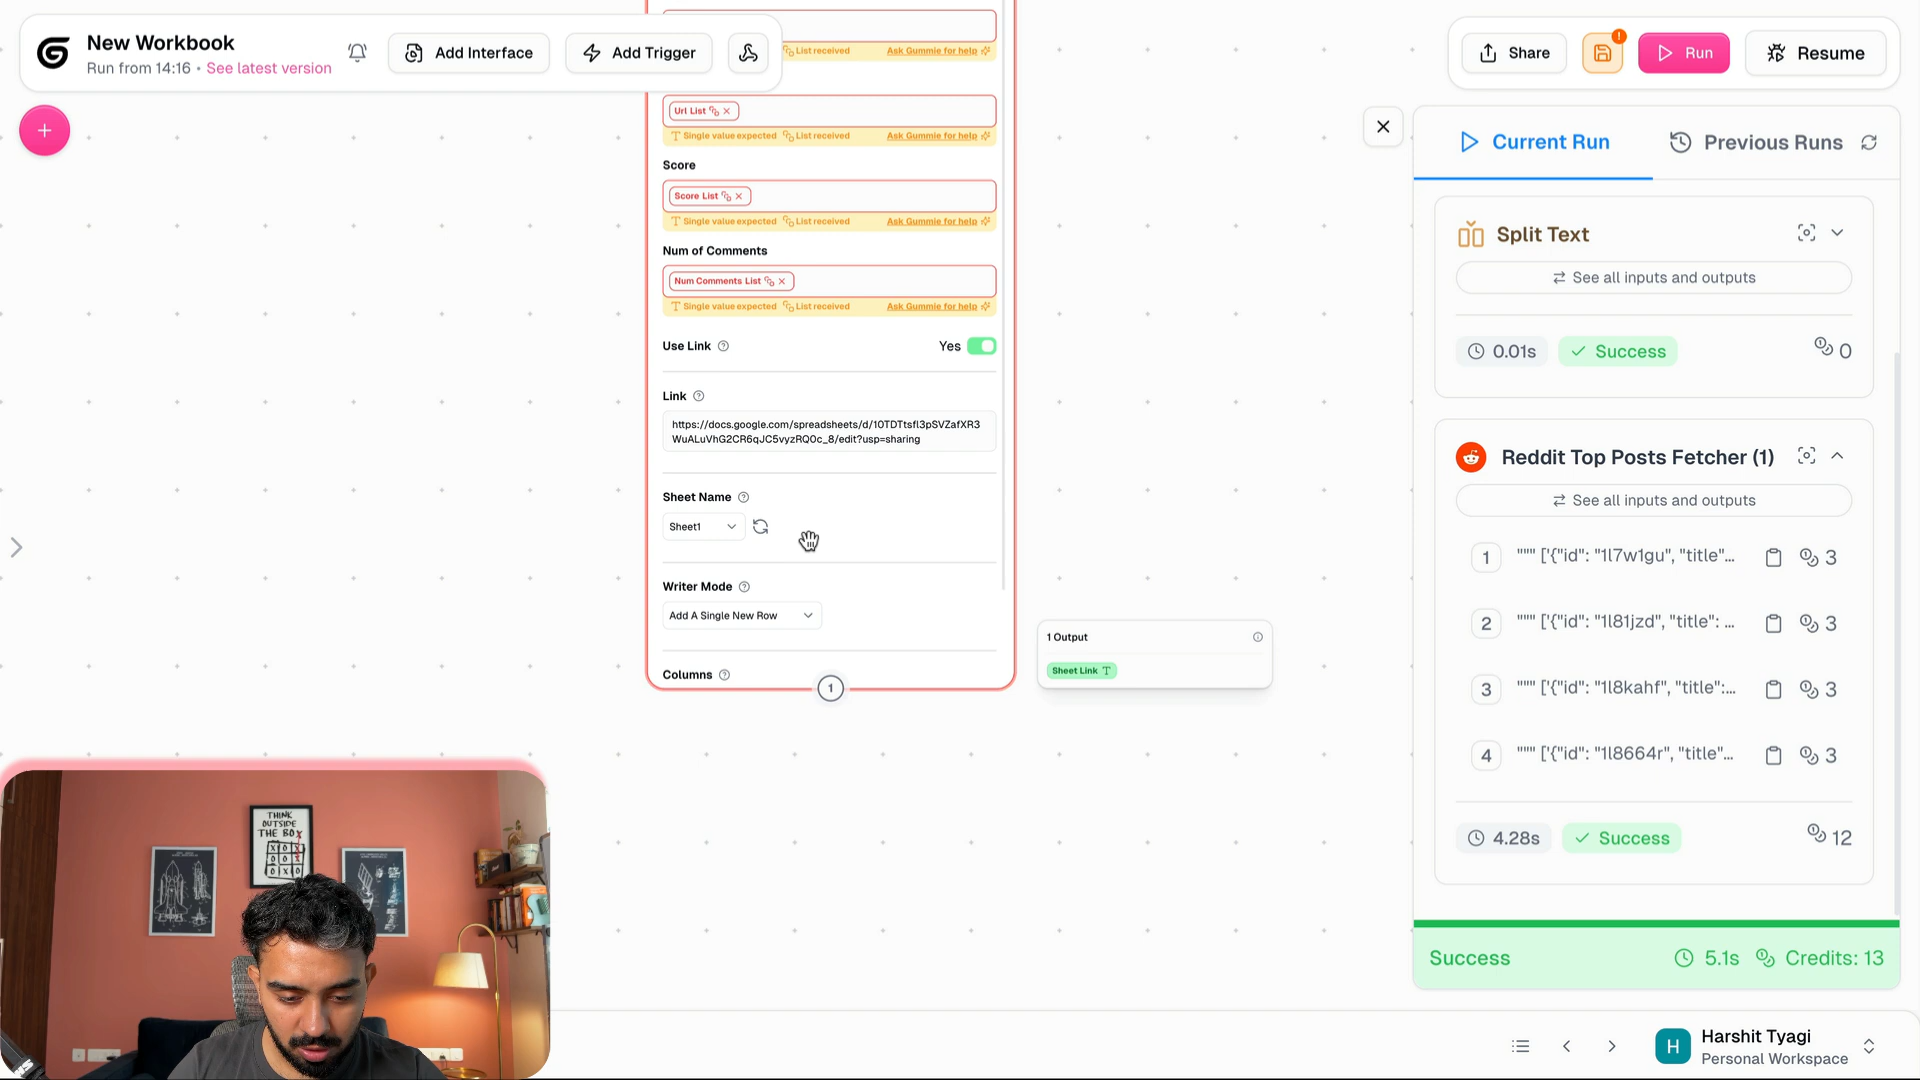 New Workbook
Run from 14:16 • See latest version
Add Interface
Add Trigger
Share
!
Run
Resume
+
List received
Ask Gummie for help
Url List
Single value expected
List received
Ask Gummie for help
Score
Score List
Single value expected
List received
Ask Gummie for help
Num of Comments
Num Comments List
Single value expected
List received
Ask Gummie for help
Use Link
Yes
Link
https://docs.google.com/spreadsheets/d/10TDTtsfl3pSVZafXR3
WuALuVhG2CR6qJC5vyzRQ0c_8/edit?usp=sharing
Sheet Name
Sheet1
Writer Mode
Add A Single New Row
Columns
1
1 Output
Sheet Link
Current Run
Previous Runs
Split Text
See all inputs and outputs
0.01s
Success
0
Reddit Top Posts Fetcher (1)
See all inputs and outputs
1
""" ['{"id": "1l7w1gu", "title"...
3
2
""" ['{"id": "1l81jzd", "title": ...
3
3
""" ['{"id": "1l8kahf", "title":...
3
4
""" ['{"id": "1l8664r", "title"...
3
4.28s
Success
12
Success
5.1s
Credits: 13
H
Harshit Tyagi
Personal Workspace
THINK
OUTSIDE
THE BOX